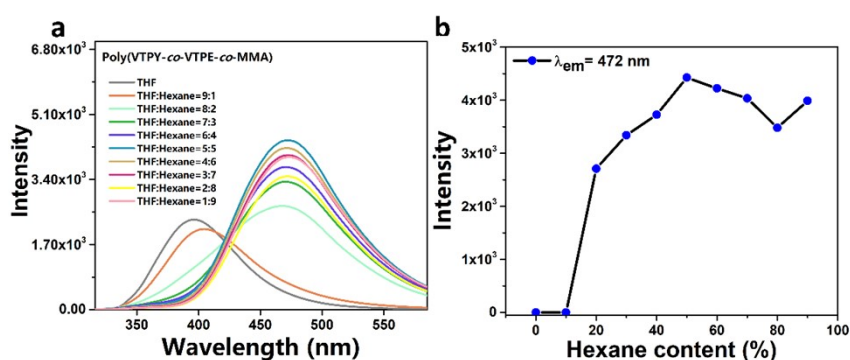 a
Poly(VTPY-co-VTPE-co-MMA)
THF
THF:Hexane=9:1
THF:Hexane=8:2
THF:Hexane=7:3
THF:Hexane=6:4
THF:Hexane=5:5
THF:Hexane=4:6
THF:Hexane=3:7
THF:Hexane=2:8
THF:Hexane=1:9
Intensity
6.80x10³
5.10x10³
3.40x10³
1.70x10³
0.00
350 400 450 500 550
Wavelength (nm)
b
λem= 472 nm
Intensity
5x10³
4x10³
3x10³
2x10³
1x10³
0
0 20 40 60 80 100
Hexane content (%)